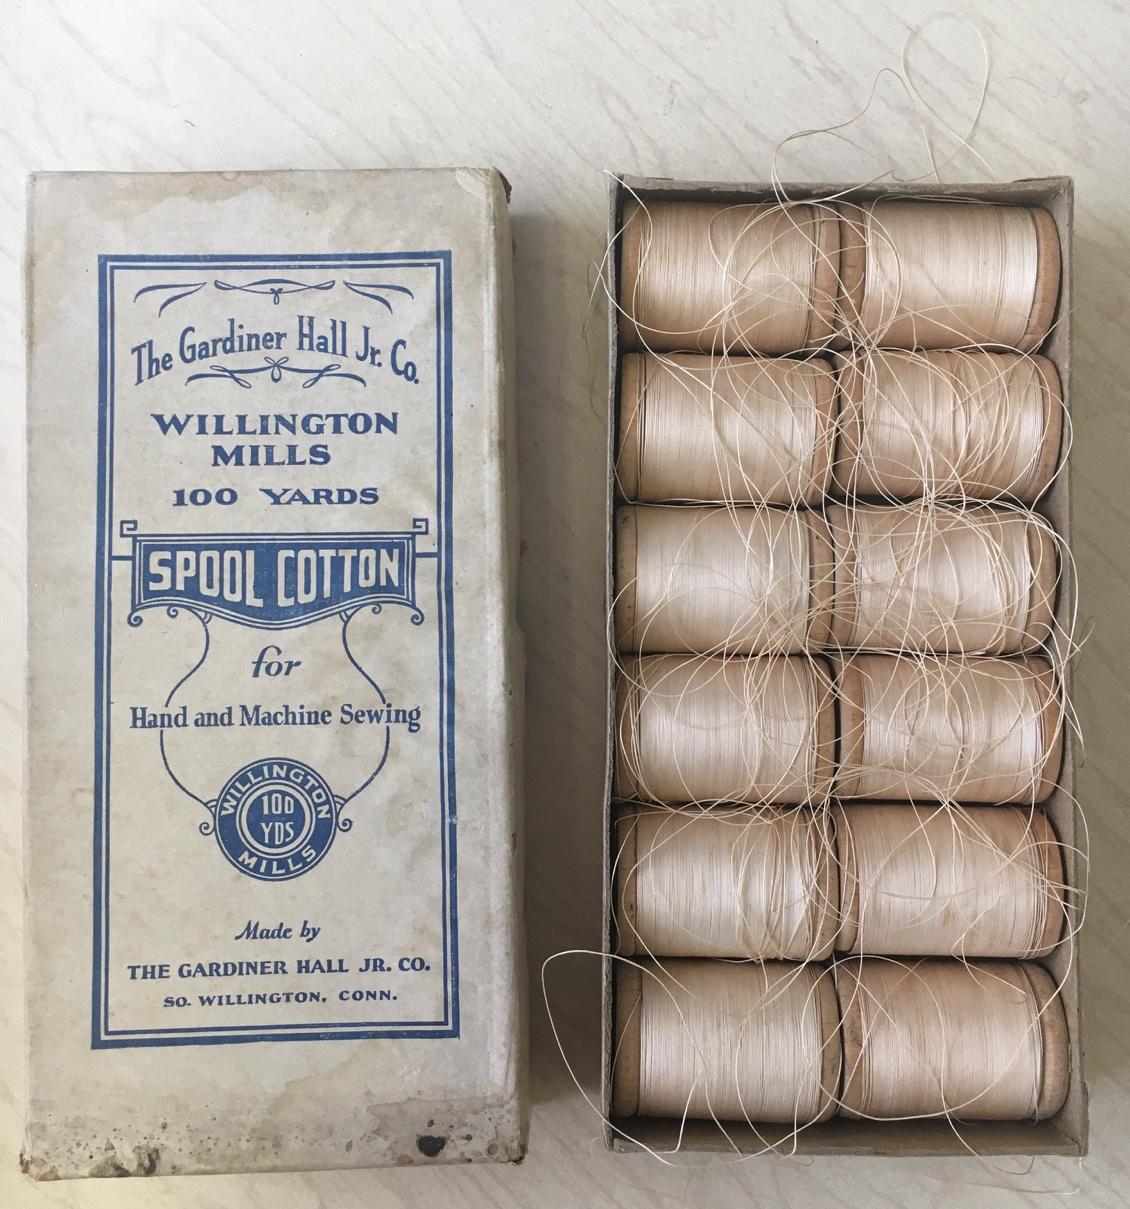 The Gardiner Hall Jr. Co.
WILLINGTON
MILLS
100 YARDS
SPOOL COTTON
for
Hand and Machine Sewing
WILLINGTON
100
YDS
MILLS
Made by
THE GARDINER HALL JR. CO.
SO. WILLINGTON, CONN.